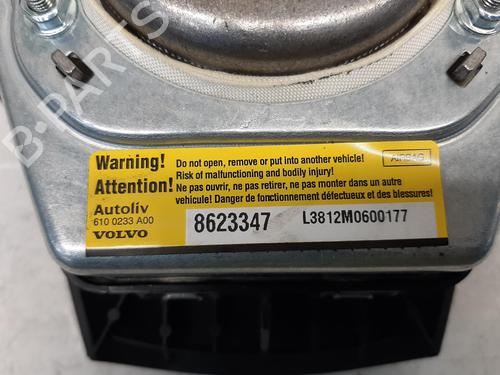 B-PARTS
Warning!
Attention!
Do not open, remove or put into another vehicle!
Risk of malfunctioning and bodily injury!
Ne pas ouvrir, ne pas retirer, ne pas monter dans un autre
vehicule! Danger de fonctionnement défectueux et des blessures!
AIRBAG
Autoliv
610 0233 A00
VOLVO
8623347
L3812M0600177